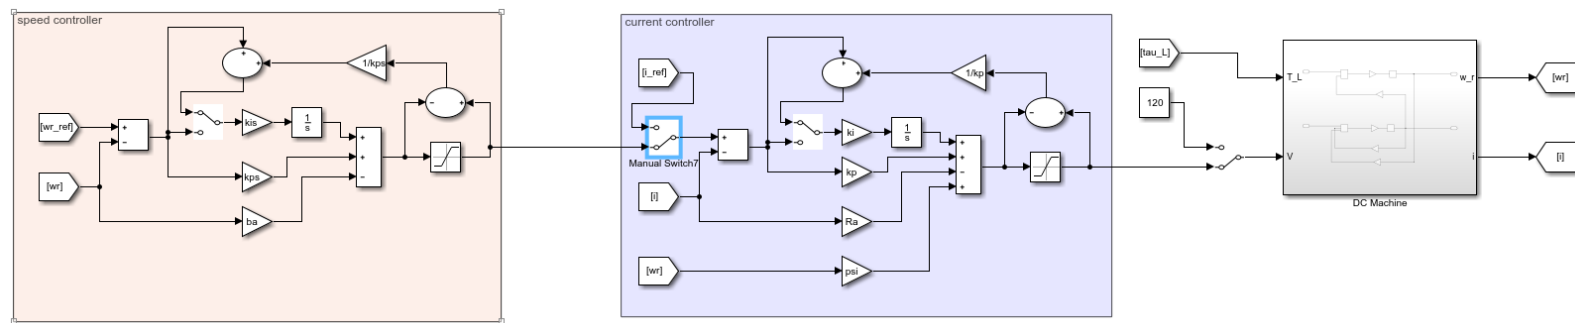 speed controller
+
1/kps
-
+
[wr_ref]
+
-
kis
1
s
+
+
-
[wr]
kps
ba
current controller
[i_ref]
+
1/kp
-
+
Manual Switch7
+
-
ki
1
s
+
+
-
+
kp
[i]
Ra
[wr]
psi
[tau_L]
120
T_L
V
w_r
i
DC Machine
[wr]
[i]